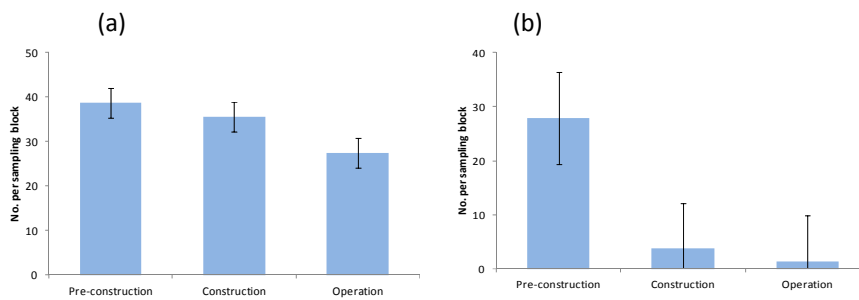 (a)
No. per sampling block
50
40
30
20
10
0
Pre-construction Construction Operation
(b)
No. per sampling block
40
30
20
10
0
Pre-construction Construction Operation